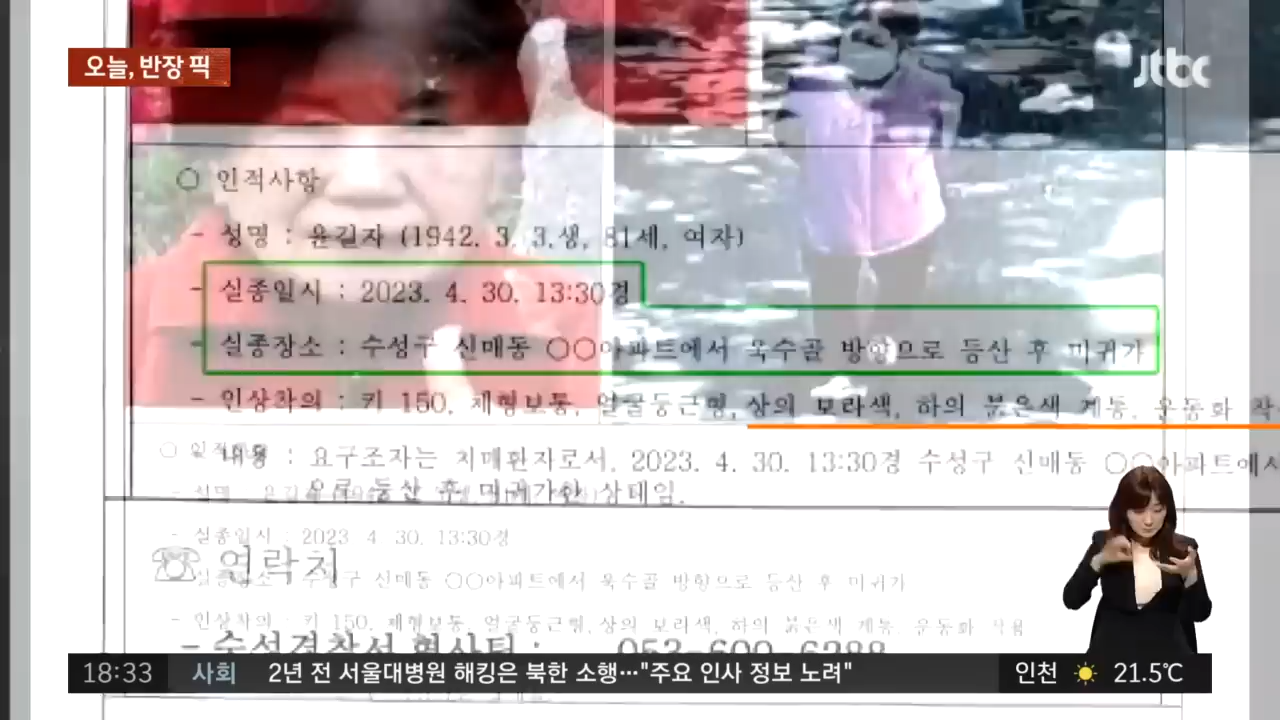 오늘, 반장 픽
jtbc
○ 인적사항
- 성명 : 윤길자 (1942. 3. 3.생, 81세, 여자)
- 실종일시 : 2023. 4. 30. 13:30경
- 실종장소 : 수성구 신매동 ○○아파트에서 욱수골 방향으로 등산 후 미귀가
- 인상착의 : 키 150, 체형보통, 얼굴둥근형, 상의 보라색, 하의 붉은색 계통, 운동화 착
내용 : 요구조자는 치매환자로서, 2023. 4. 30. 13:30경 수성구 신매동 ○○아파트에서
으로 등산 후 미귀가한 상태임.
- 실종일시 : 2023. 4. 30. 13:30경
☏ 연락처
- 실종장소 : 수성구 신매동 ○○아파트에서 욱수골 방향으로 등산 후 미귀가
- 인상착의 : 키 150, 체형보통, 얼굴둥근형, 상의 보라색, 하의 붉은색 계통, 운동화 착용
- 수성경찰서 형사팀 :
18:33 사회 2년 전 서울대병원 해킹은 북한 소행…"주요 인사 정보 노려" 인천 21.5℃